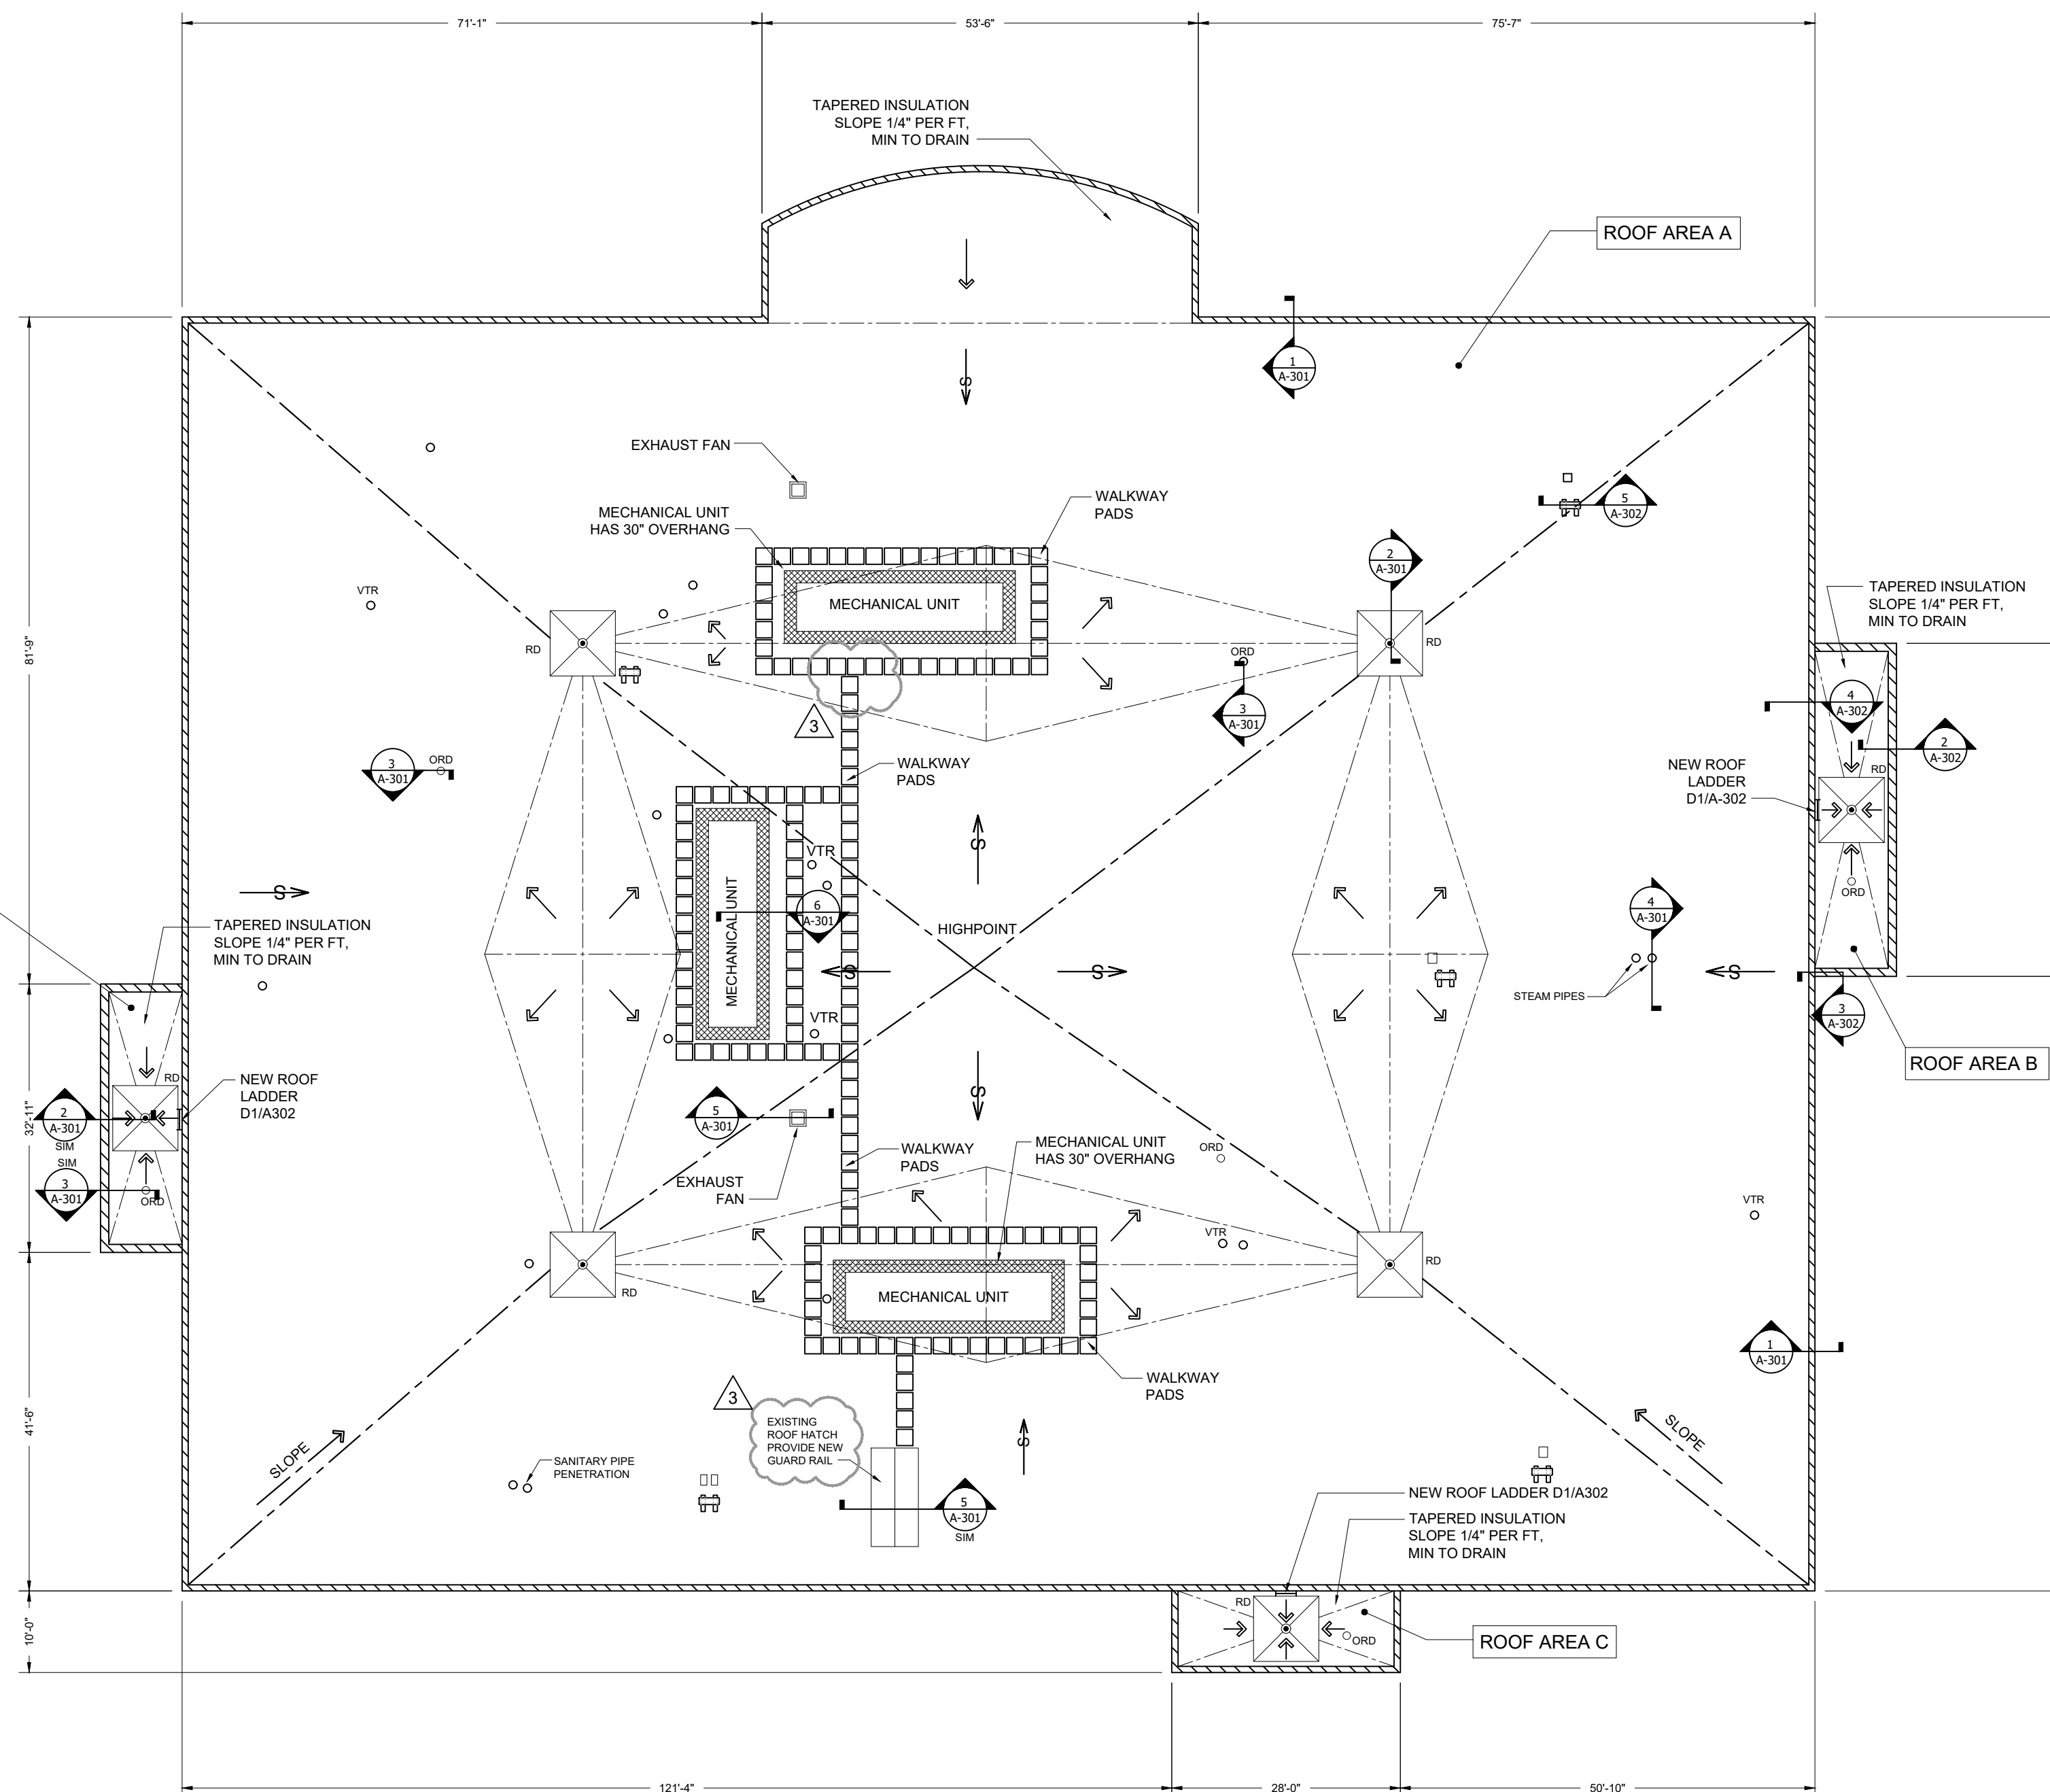 71'-1"
53'-6"
75'-7"
TAPERED INSULATION
SLOPE 1/4" PER FT,
MIN TO DRAIN
ROOF AREA A
1
A-301
S
EXHAUST FAN
MECHANICAL UNIT
HAS 30" OVERHANG
WALKWAY
PADS
5
A-302
2
A-301
VTR
MECHANICAL UNIT
TAPERED INSULATION
SLOPE 1/4" PER FT,
MIN TO DRAIN
81'-9"
RD
RD
ORD
3
A-301
3
4
A-302
2
A-302
3
A-301
ORD
WALKWAY
PADS
NEW ROOF
LADDER
D1/A-302
RD
VTR
S
MECHANICAL UNIT
6
A-301
ORD
S
HIGHPOINT
4
A-301
TAPERED INSULATION
SLOPE 1/4" PER FT,
MIN TO DRAIN
S
S
S
STEAM PIPES
VTR
3
A-302
ROOF AREA B
RD
NEW ROOF
LADDER
D1/A302
32'-11"
2
A-301
SIM
SIM
3
A-301
ORD
5
A-301
S
WALKWAY
PADS
MECHANICAL UNIT
HAS 30" OVERHANG
ORD
EXHAUST
FAN
VTR
VTR
RD
RD
MECHANICAL UNIT
1
A-301
WALKWAY
PADS
3
41'-6"
EXISTING
ROOF HATCH
PROVIDE NEW
GUARD RAIL
SLOPE
SLOPE
S
SANITARY PIPE
PENETRATION
5
A-301
SIM
NEW ROOF LADDER D1/A302
TAPERED INSULATION
SLOPE 1/4" PER FT,
MIN TO DRAIN
10'-0"
RD
ORD
ROOF AREA C
121'-4"
28'-0"
50'-10"